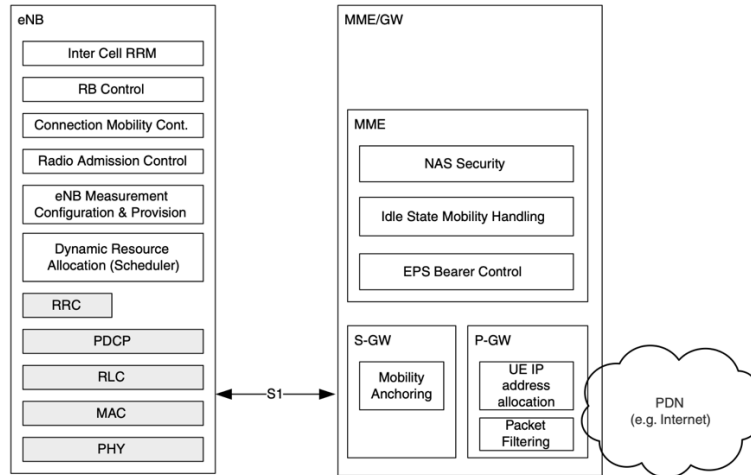 eNB
Inter Cell RRM
RB Control
Connection Mobility Cont.
Radio Admission Control
eNB Measurement
Configuration & Provision
Dynamic Resource
Allocation (Scheduler)
RRC
PDCP
RLC
MAC
PHY
S1
MME/GW
MME
NAS Security
Idle State Mobility Handling
EPS Bearer Control
S-GW
Mobility
Anchoring
P-GW
UE IP
address
allocation
Packet
Filtering
PDN
(e.g. Internet)